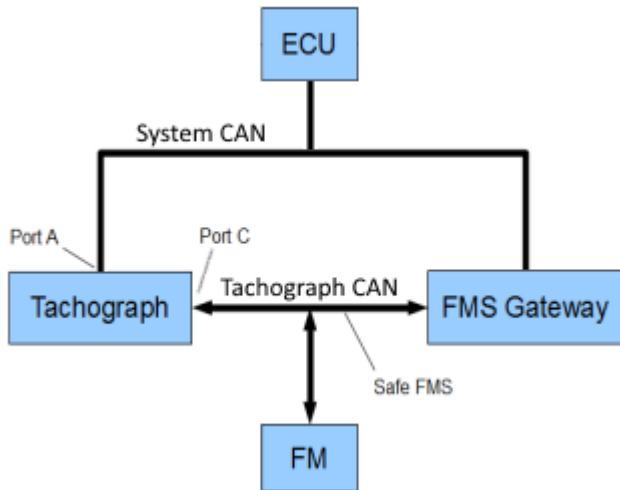 ECU
System CAN
Port A
Port C
Tachograph
Tachograph CAN
FMS Gateway
Safe FMS
FM